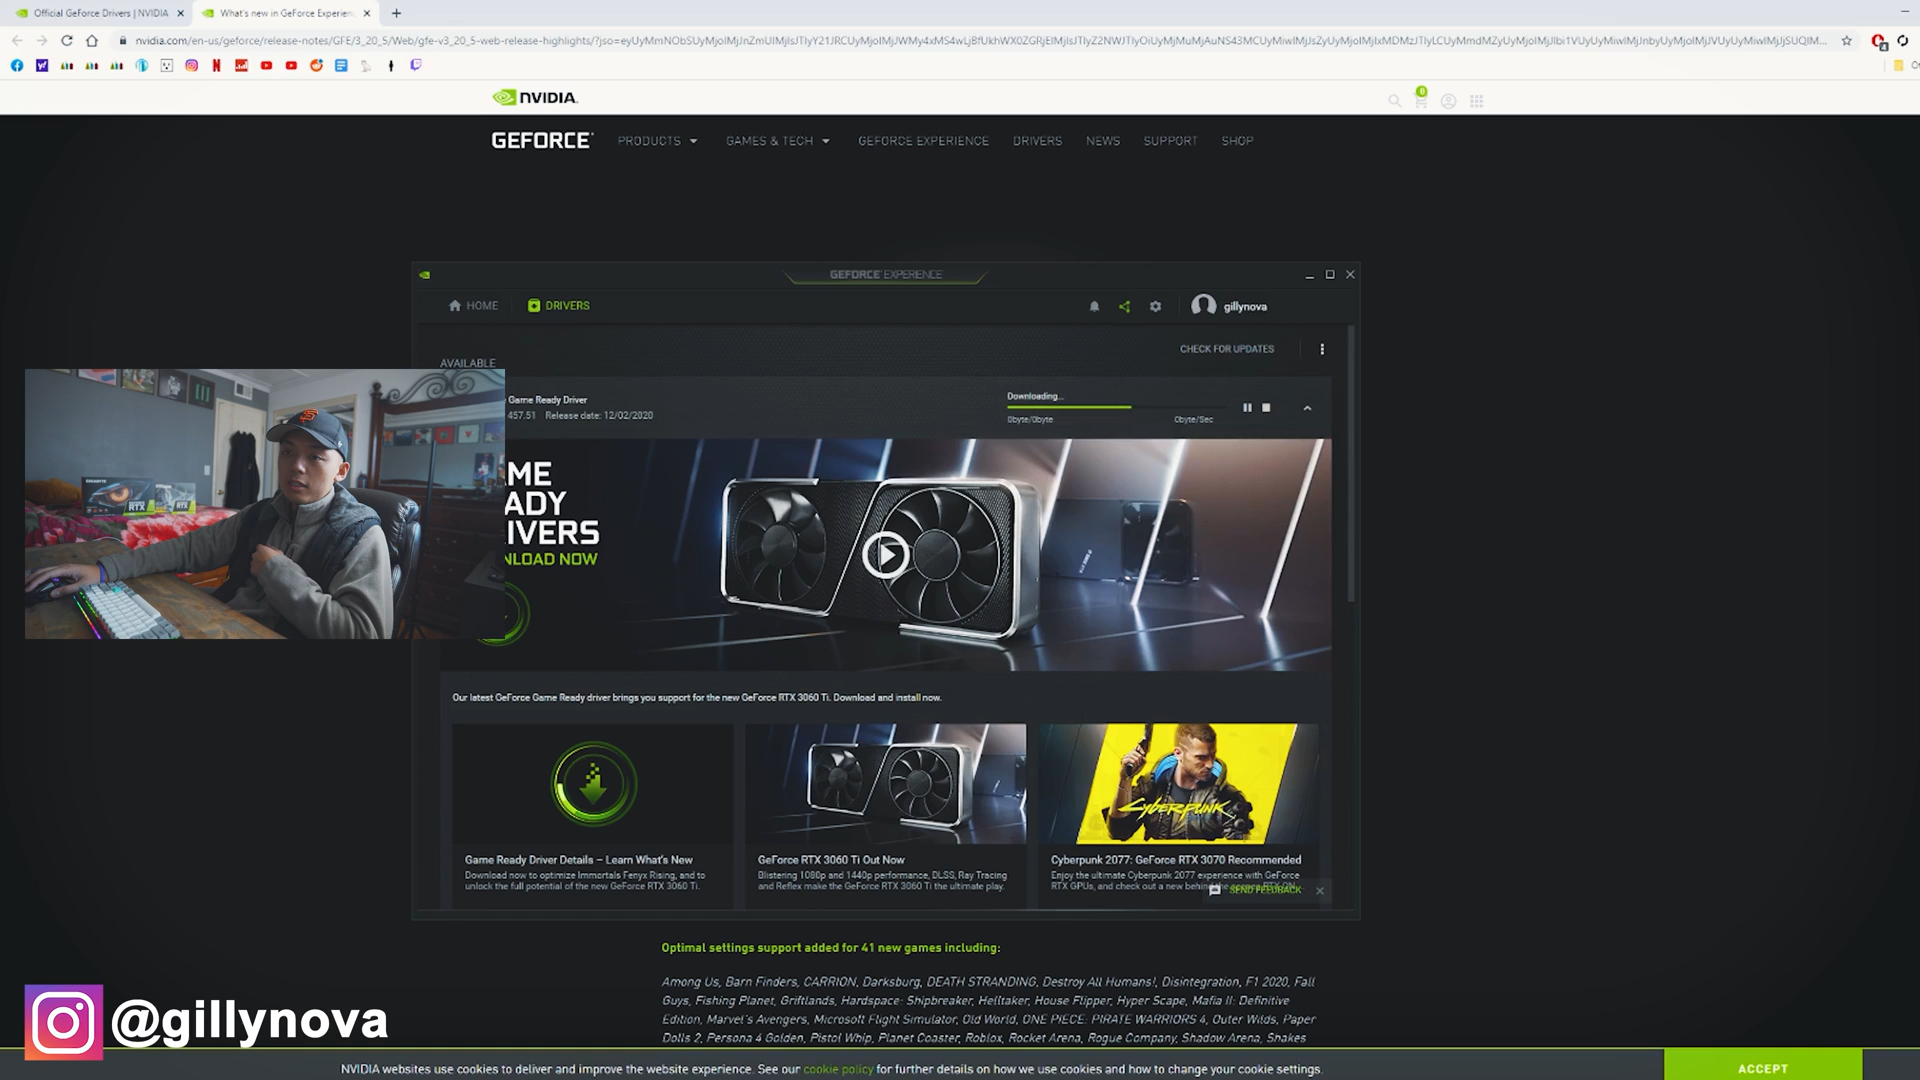 Official GeForce Drivers | NVIDIA
What's new in GeForce Experien
NVIDIA
0
GEFORCE
PRODUCTS
GAMES & TECH
GEFORCE EXPERIENCE
DRIVERS
NEWS
SUPPORT
SHOP
GEFORCE EXPERIENCE
HOME
DRIVERS
gillynova
CHECK FOR UPDATES
AVAILABLE
Game Ready Driver
457.51 Release date: 12/02/2020
Downloading...
0byte/0byte
0byte/Sec
ME
ADY
IVERS
NLOAD NOW
Our latest GeForce Game Ready driver brings you support for the new GeForce RTX 3060 Ti. Download and install now.
Game Ready Driver Details – Learn What's New
Download now to optimize Immortals Fenyx Rising, and to
unlock the full potential of the new GeForce RTX 3060 Ti.
GeForce RTX 3060 Ti Out Now
Blistering 1080p and 1440p performance, DLSS, Ray Tracing
and Reflex make the GeForce RTX 3060 Ti the ultimate play.
CYBERPUNK
Cyberpunk 2077: GeForce RTX 3070 Recommended
Enjoy the ultimate Cyberpunk 2077 experience with GeForce
RTX GPUs, and check out a new behind
SEND FEEDBACK
Optimal settings support added for 41 new games including:
Among Us, Barn Finders, CARRION, Darksburg, DEATH STRANDING, Destroy All Humans!, Disintegration, F1 2020, Fall
Guys, Fishing Planet, Griftlands, Hardspace: Shipbreaker, Helltaker, House Flipper, Hyper Scape, Mafia II: Definitive
Edition, Marvel's Avengers, Microsoft Flight Simulator, Old World, ONE PIECE: PIRATE WARRIORS 4, Outer Wilds, Paper
Dolls 2, Persona 4 Golden, Pistol Whip, Planet Coaster, Roblox, Rocket Arena, Rogue Company, Shadow Arena, Shakes
@gillynova
NVIDIA websites use cookies to deliver and improve the website experience. See our cookie policy for further details on how we use cookies and how to change your cookie settings.
ACCEPT